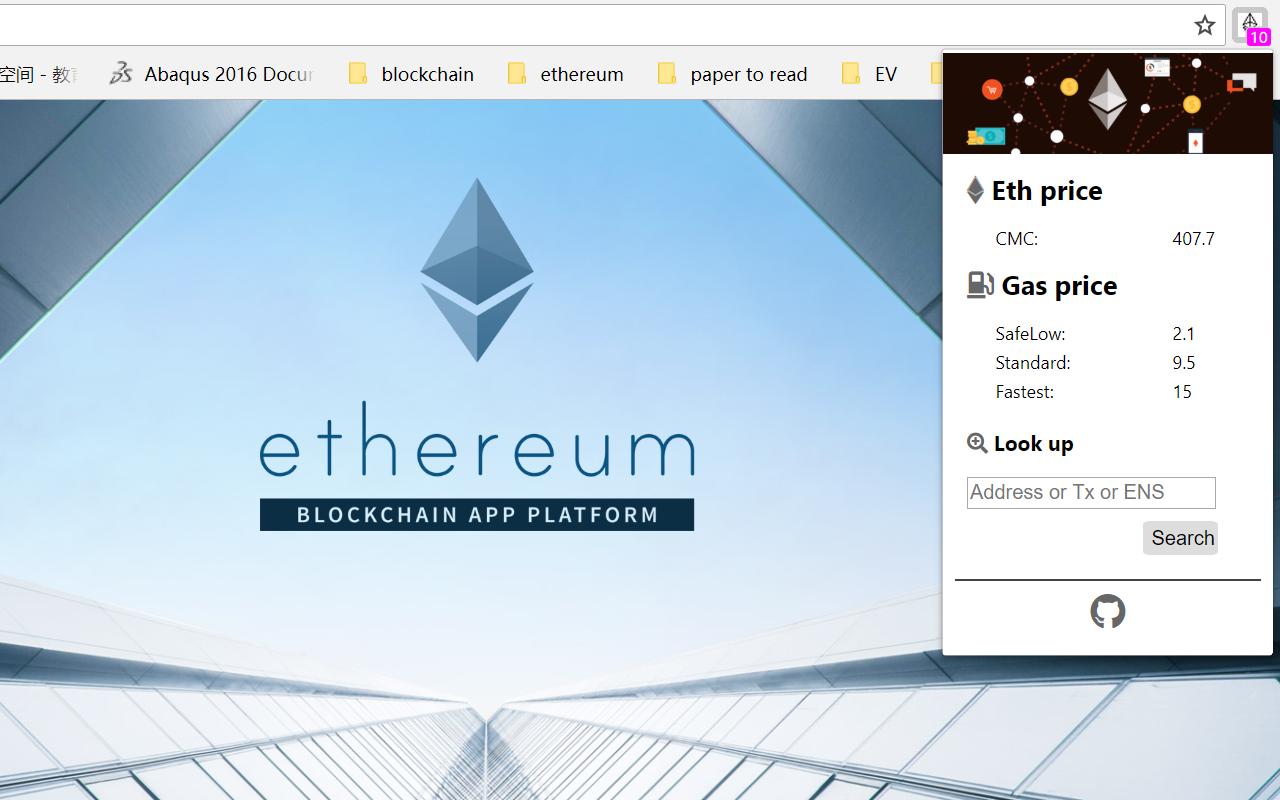 10
空间 - 教
Abaqus 2016 Docu
blockchain
ethereum
paper to read
EV
Eth price
CMC: 407.7
Gas price
SafeLow: 2.1
Standard: 9.5
Fastest: 15
Look up
Address or Tx or ENS
Search
ethereum
BLOCKCHAIN APP PLATFORM